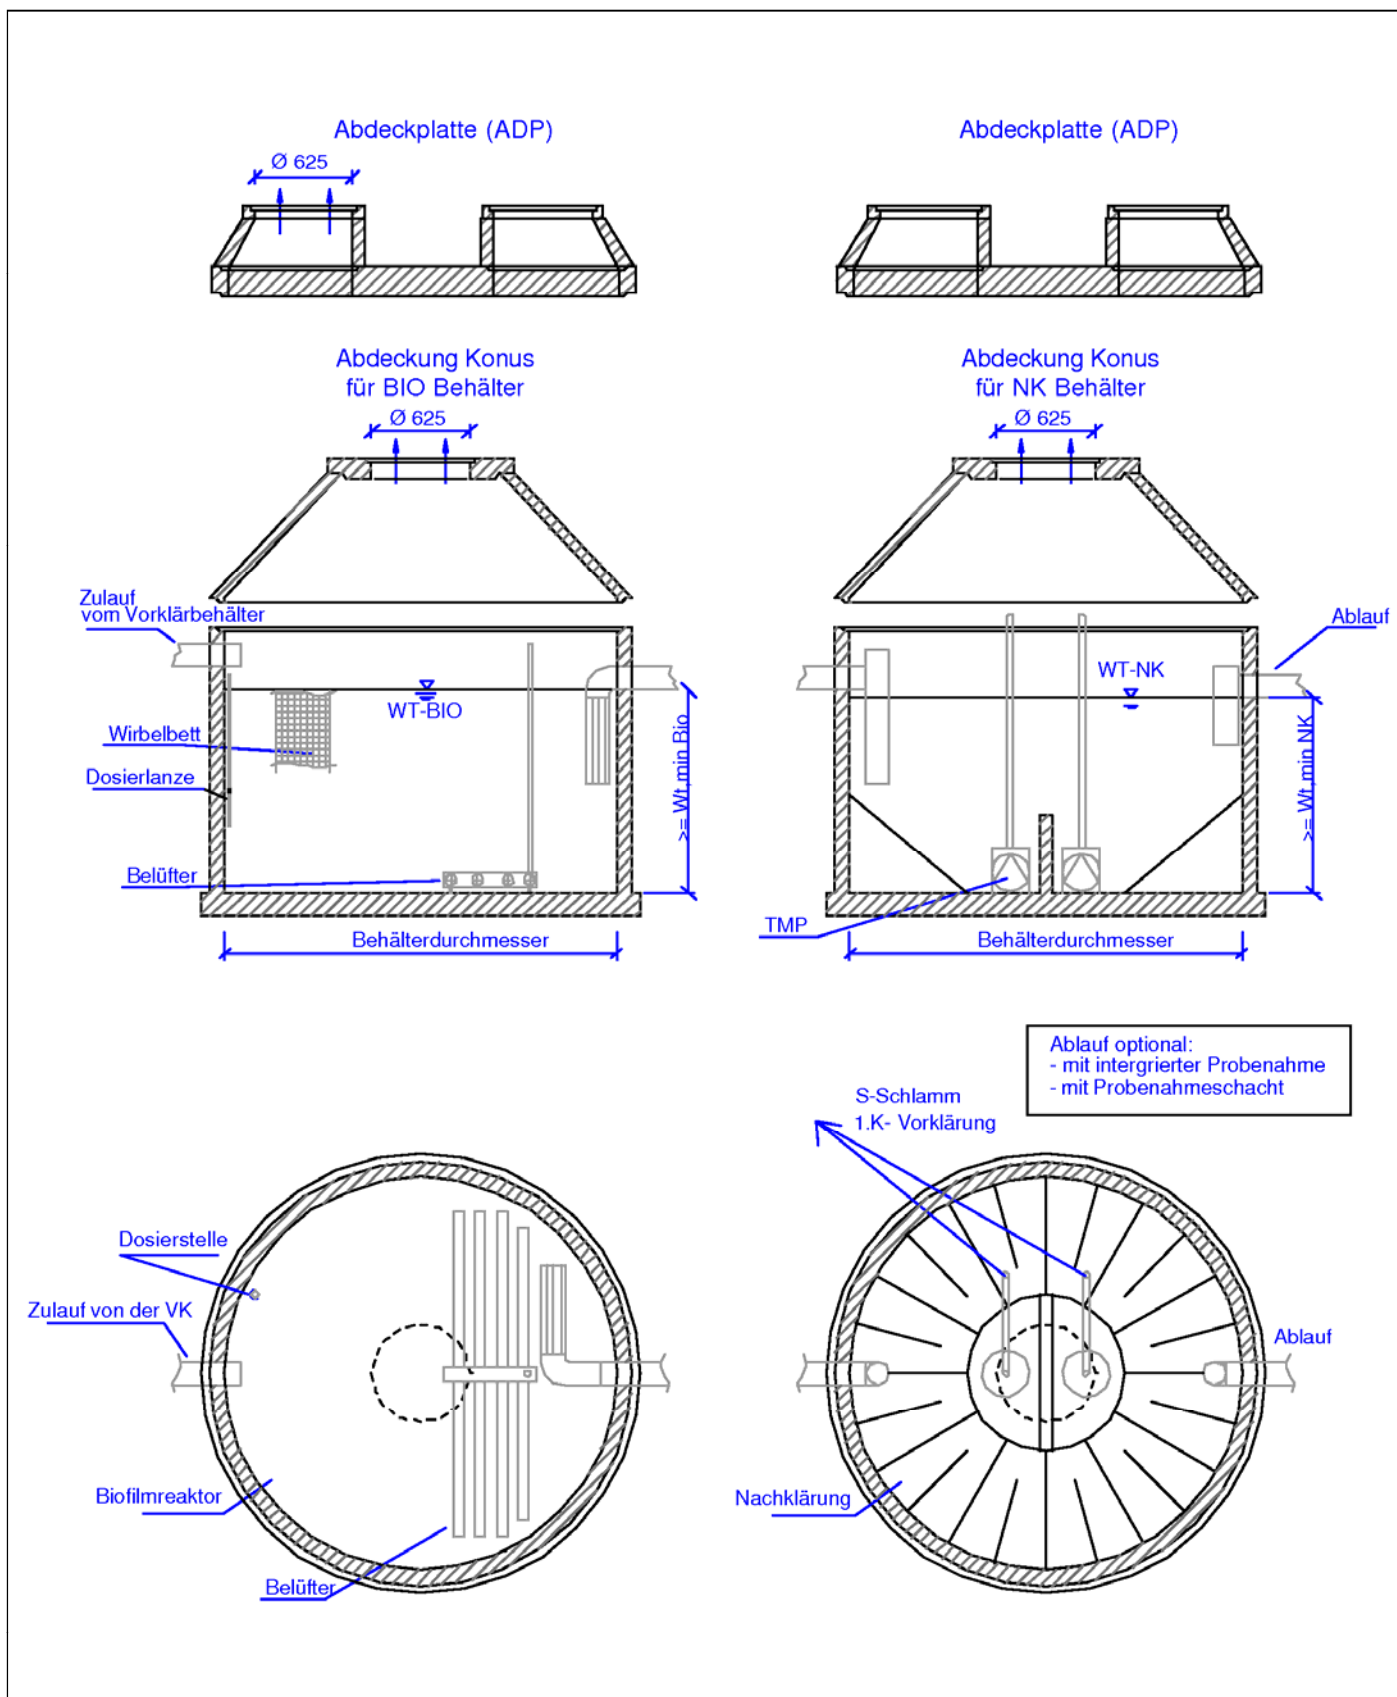 Abdeckplatte (ADP)
Abdeckplatte (ADP)
Ø 625
Abdeckung Konus
für BIO Behälter
Ø 625
Abdeckung Konus
für NK Behälter
Ø 625
Zulauf
vom Vorklärbehälter
WT-BIO
Wirbelbett
Dosierlanze
Belüfter
>= Wt,min Bio
Behälterdurchmesser
Ablauf
WT-NK
>= Wt,min NK
TMP
Behälterdurchmesser
Ablauf optional:
- mit intergrierter Probenahme
- mit Probenahmeschacht
S-Schlamm
1.K- Vorklärung
Dosierstelle
Zulauf von der VK
Biofilmreaktor
Belüfter
Ablauf
Nachklärung